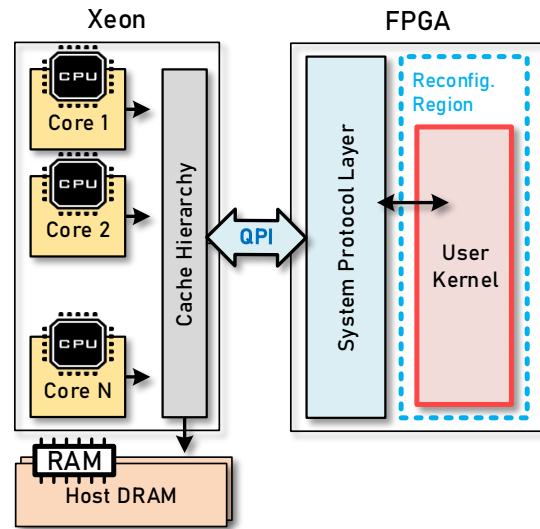 Xeon
FPGA
CPU
Core 1
CPU
Core 2
CPU
Core N
Cache Hierarchy
QPI
System Protocol Layer
Reconfig.
Region
User
Kernel
RAM
Host DRAM